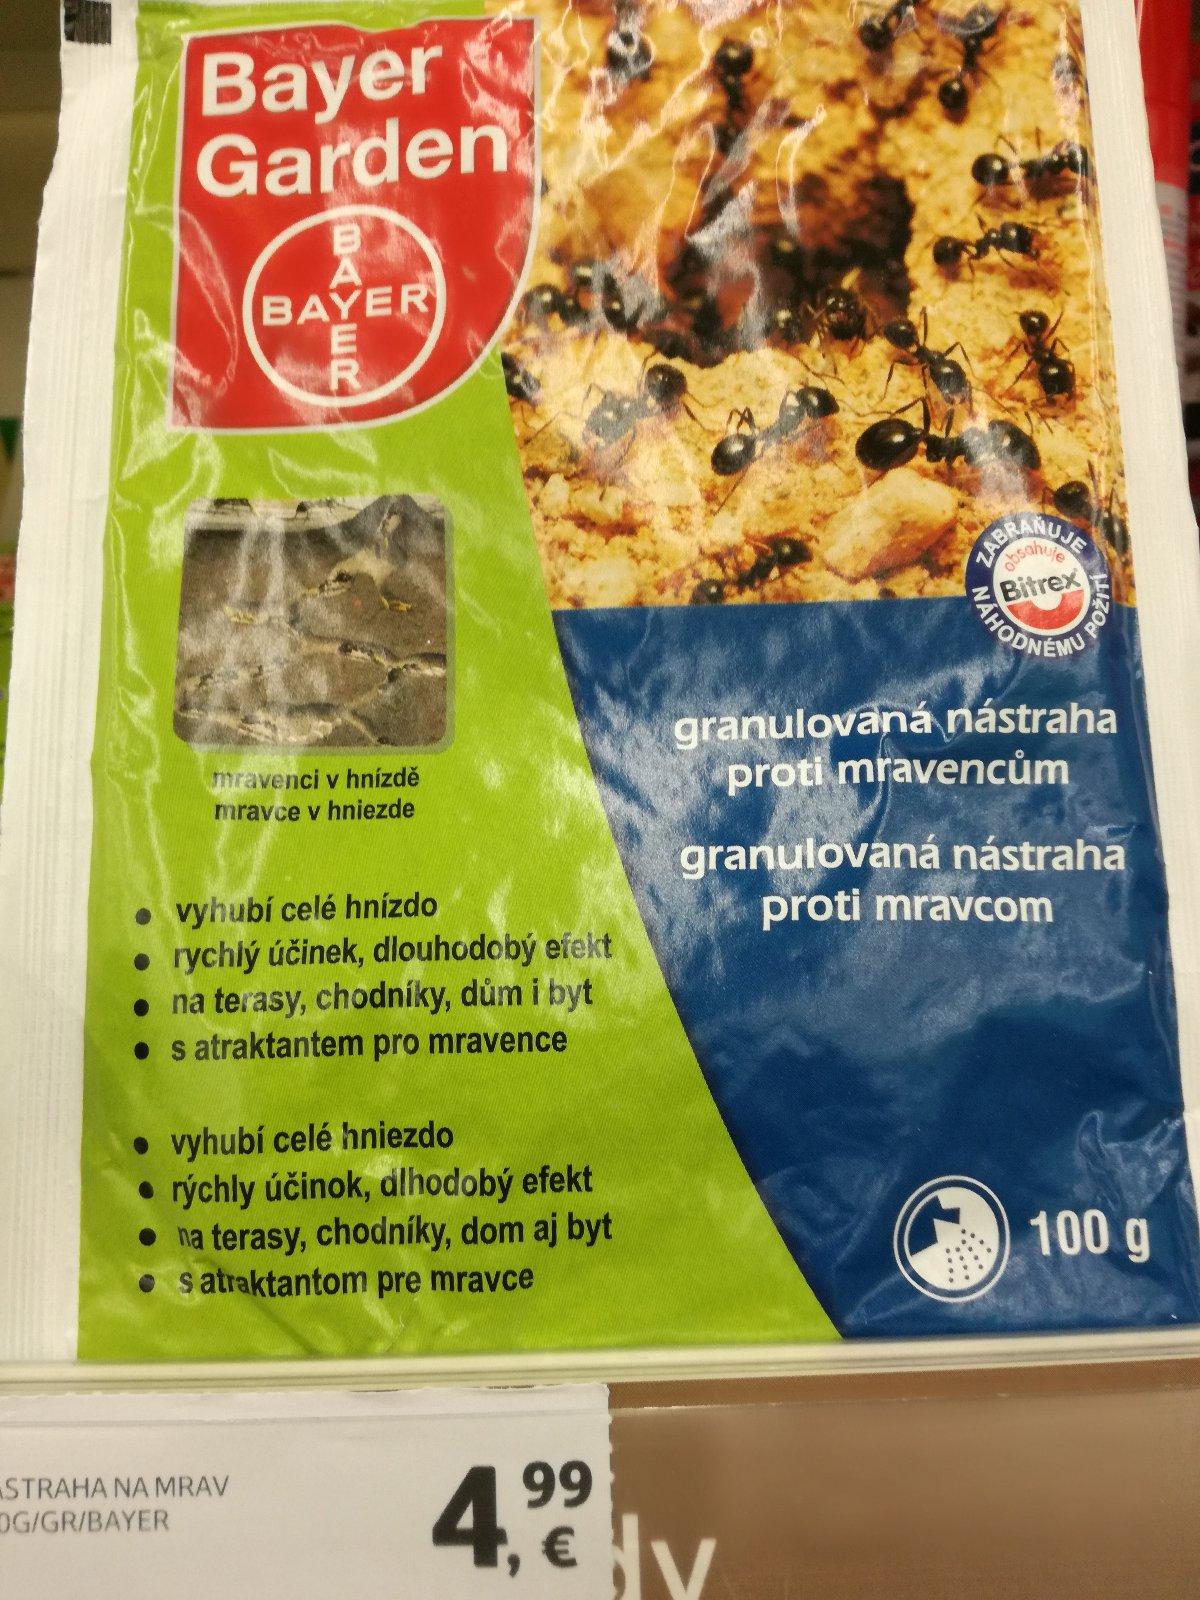 Bayer
Garden
BAYER
BAYER
ZABRAŇUJE
obsahuje
Bitrex
NÁHODNÉMU POŽITÍ
granulovaná nástraha
proti mravencům
granulovaná nástraha
proti mravcom
mravenci v hnízdě
mravce v hniezde
• vyhubí celé hnízdo
• rychlý účinek, dlouhodobý efekt
• na terasy, chodníky, dům i byt
• s atraktantem pro mravence
• vyhubí celé hniezdo
• rýchly účinok, dlhodobý efekt
• na terasy, chodníky, dom aj byt
• s atraktantom pre mravce
100 g
ASTRAHA NA MRAV
0G/GR/BAYER
4,99 €